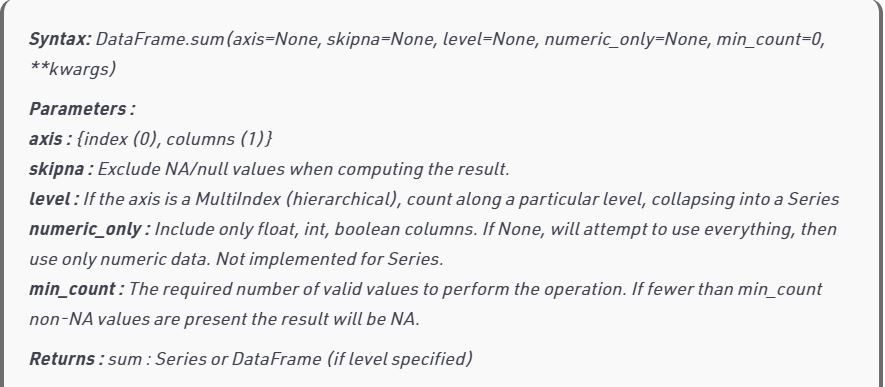 Syntax: DataFrame.sum(axis=None, skipna=None, level=None, numeric_only=None, min_count=0,
**kwargs)
Parameters :
axis : {index (0), columns (1)}
skipna : Exclude NA/null values when computing the result.
level : If the axis is a MultiIndex (hierarchical), count along a particular level, collapsing into a Series
numeric_only : Include only float, int, boolean columns. If None, will attempt to use everything, then
use only numeric data. Not implemented for Series.
min_count : The required number of valid values to perform the operation. If fewer than min_count
non-NA values are present the result will be NA.
Returns : sum : Series or DataFrame (if level specified)